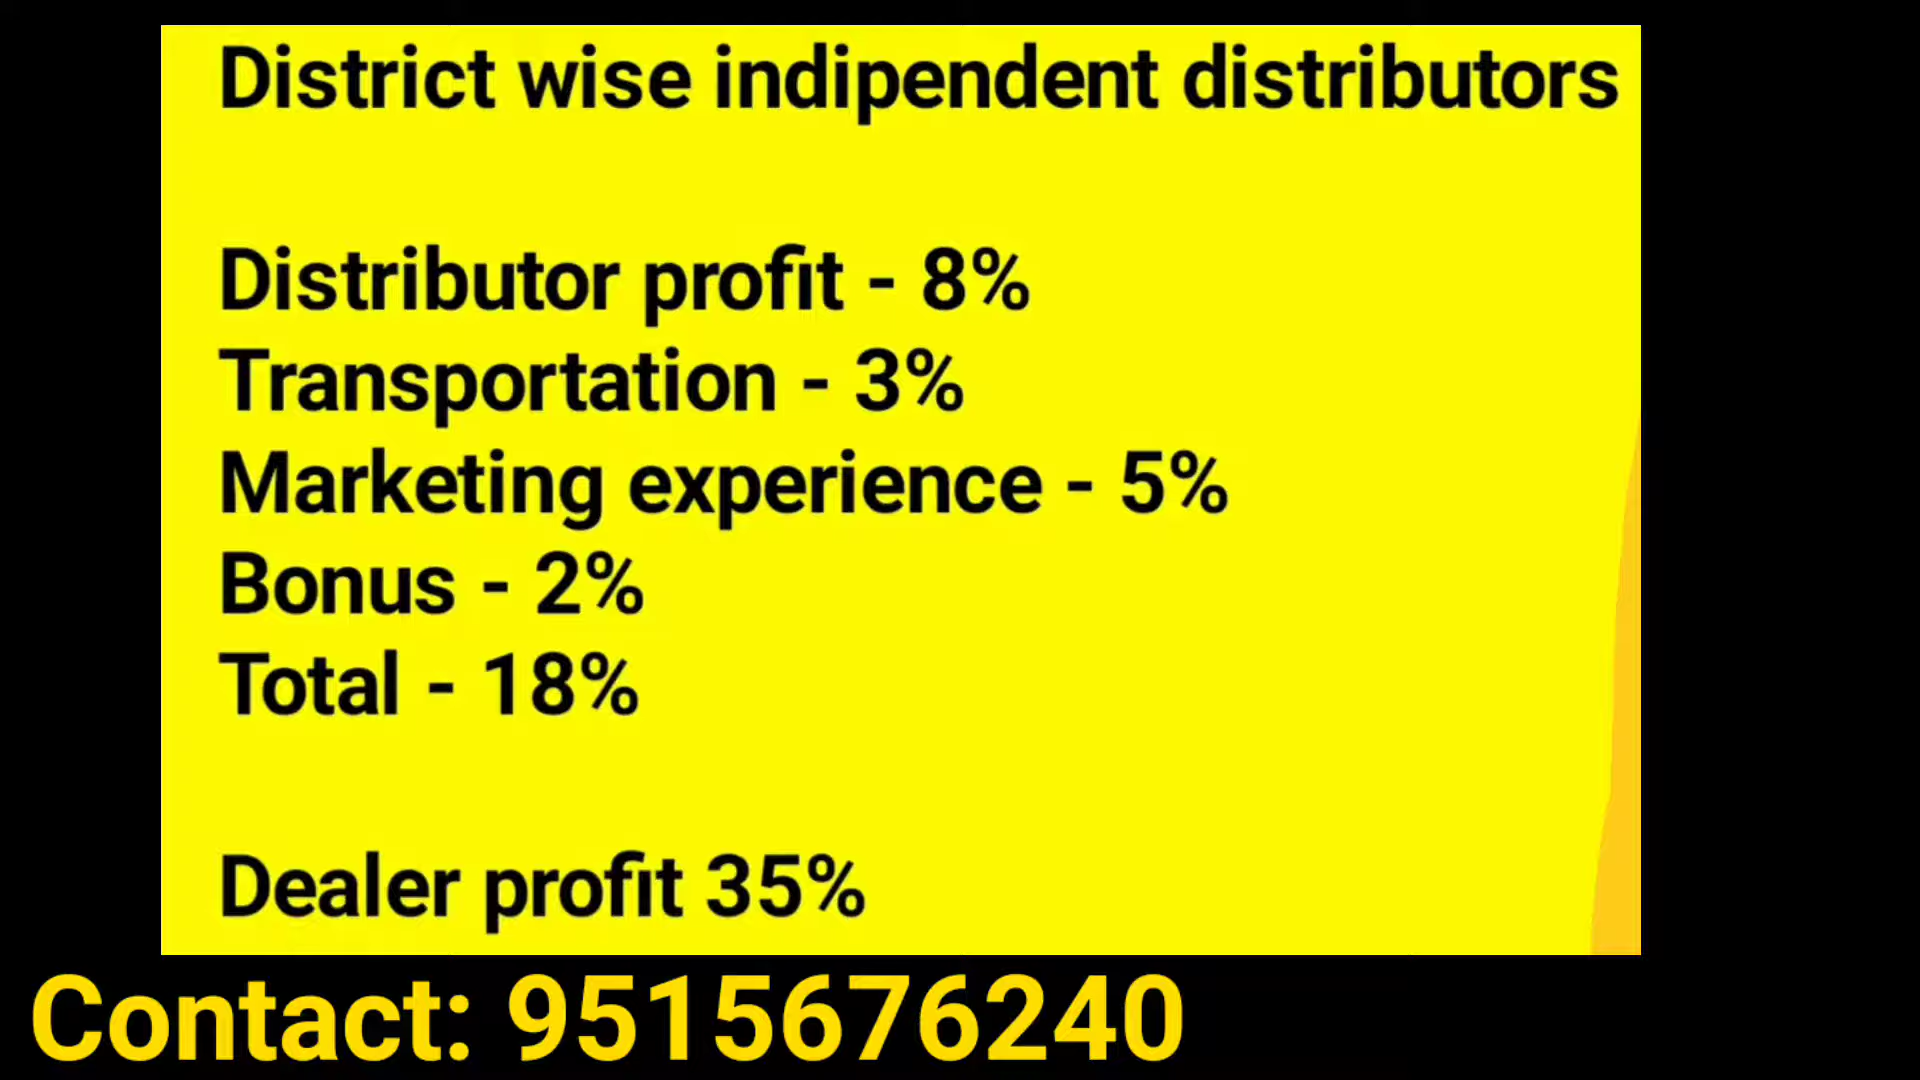 District wise indipendent distributors
Distributor profit - 8%
Transportation - 3%
Marketing experience - 5%
Bonus - 2%
Total - 18%
Dealer profit 35%
Contact: 9515676240